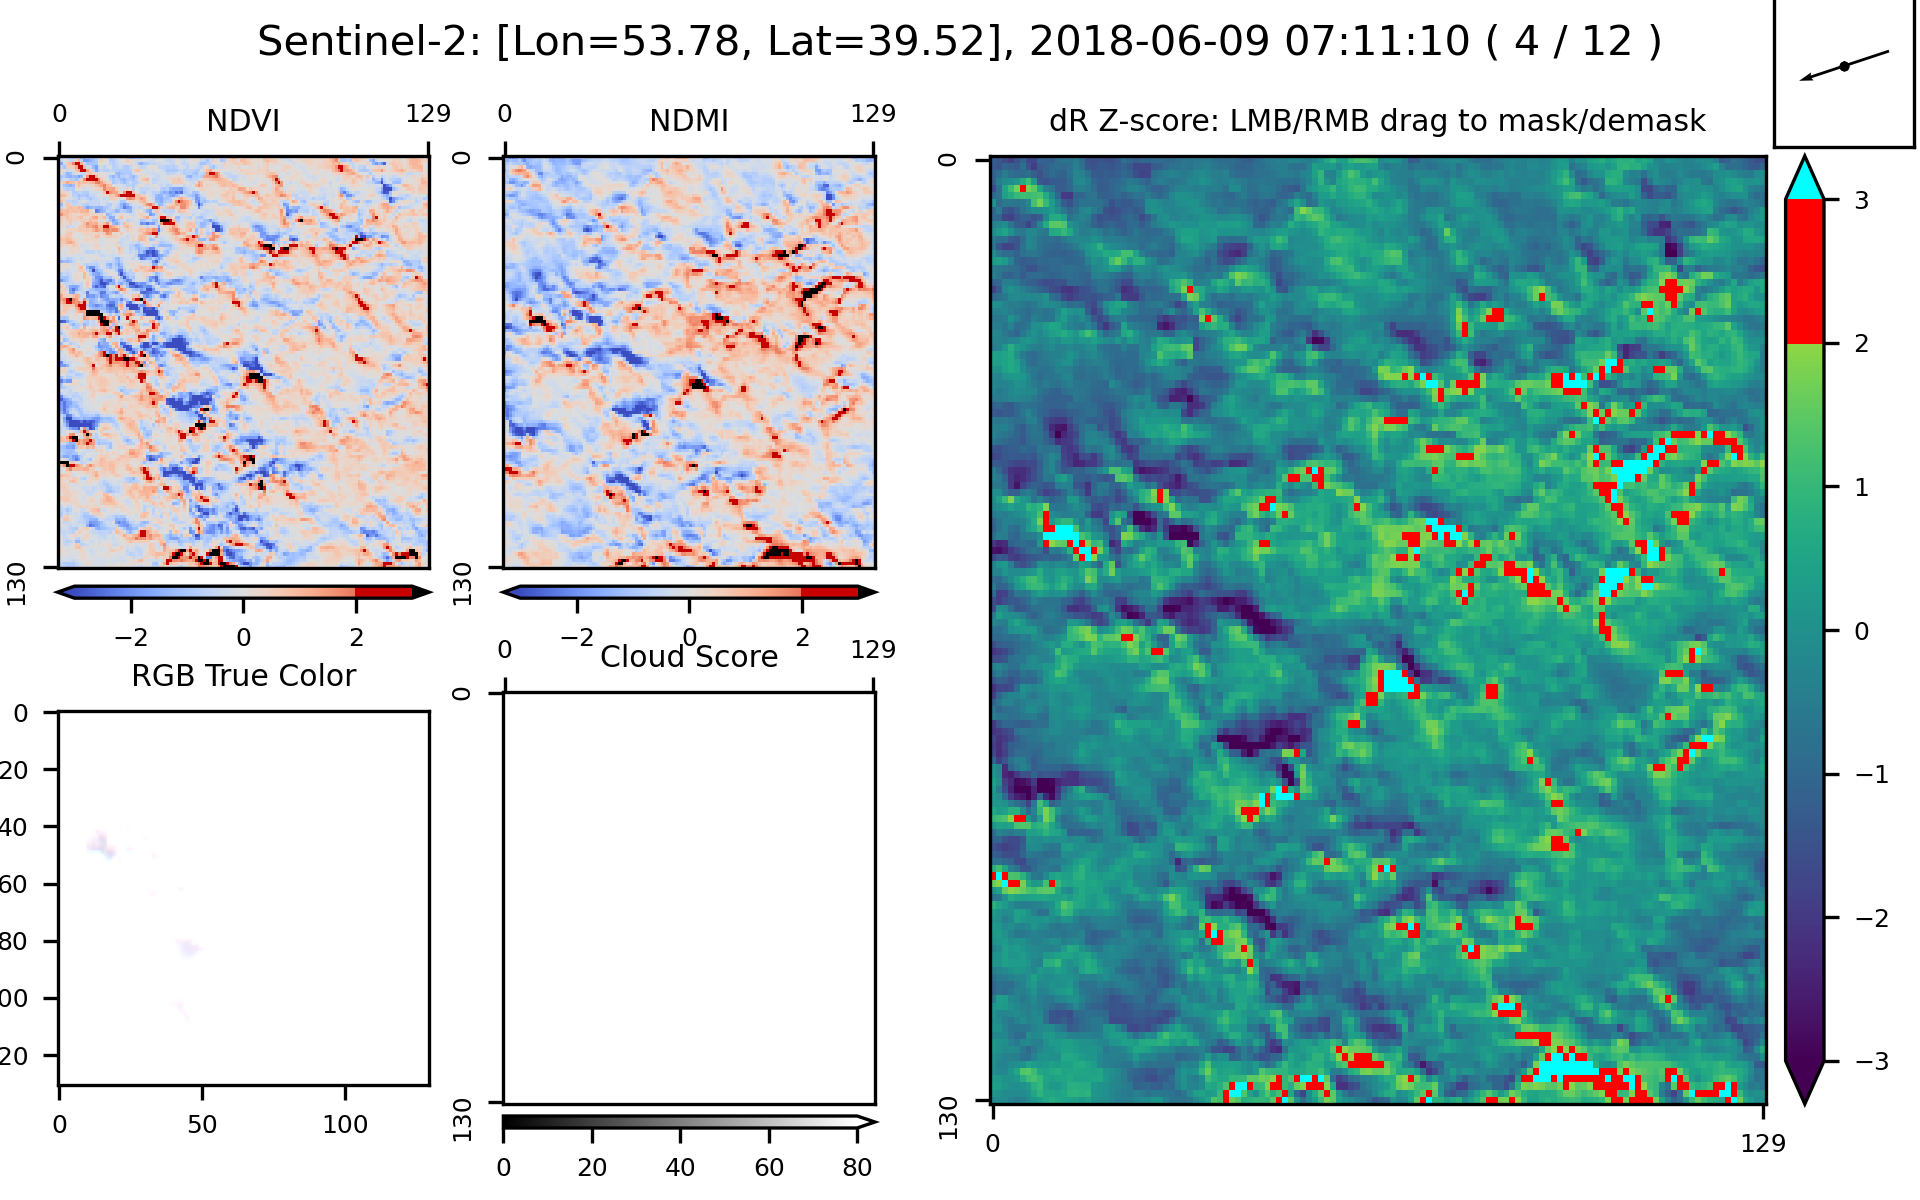 Sentinel-2: [Lon=53.78, Lat=39.52], 2018-06-09 07:11:10 ( 4 / 12 )
0 NDVI 129
0 NDMI 129
dR Z-score: LMB/RMB drag to mask/demask
0
130
0
130
0
130
3
2
1
0
−1
−2
−3
0 129
−2 0 2
−2 0 2
RGB True Color
0 Cloud Score 129
0
20
40
60
80
00
20
0 50 100
0
130
0 20 40 60 80